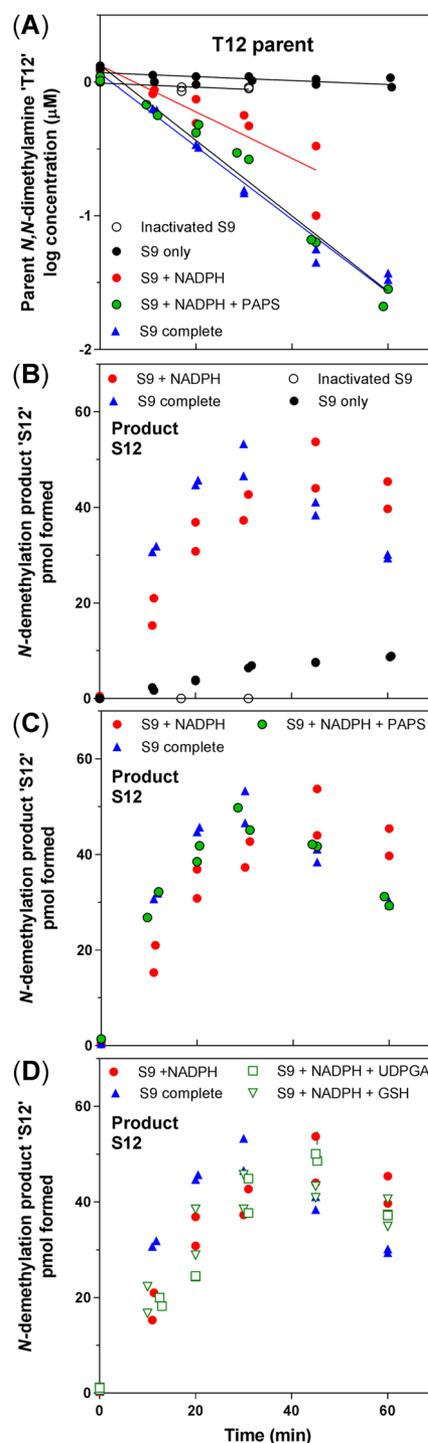 (A)
T12 parent
Parent N,N-dimethylamine 'T12'
log concentration (µM)
0
-1
-2
Inactivated S9
S9 only
S9 + NADPH
S9 + NADPH + PAPS
S9 complete
(B)
S9 + NADPH
Inactivated S9
S9 complete
S9 only
Product
S12
N-demethylation product 'S12'
pmol formed
60
40
20
0
(C)
S9 + NADPH
S9 + NADPH + PAPS
S9 complete
Product
S12
N-demethylation product 'S12'
pmol formed
60
40
20
0
(D)
S9 +NADPH
S9 + NADPH + UDPGA
S9 complete
S9 + NADPH + GSH
Product
S12
N-demethylation product 'S12'
pmol formed
60
40
20
0
0 20 40 60
Time (min)